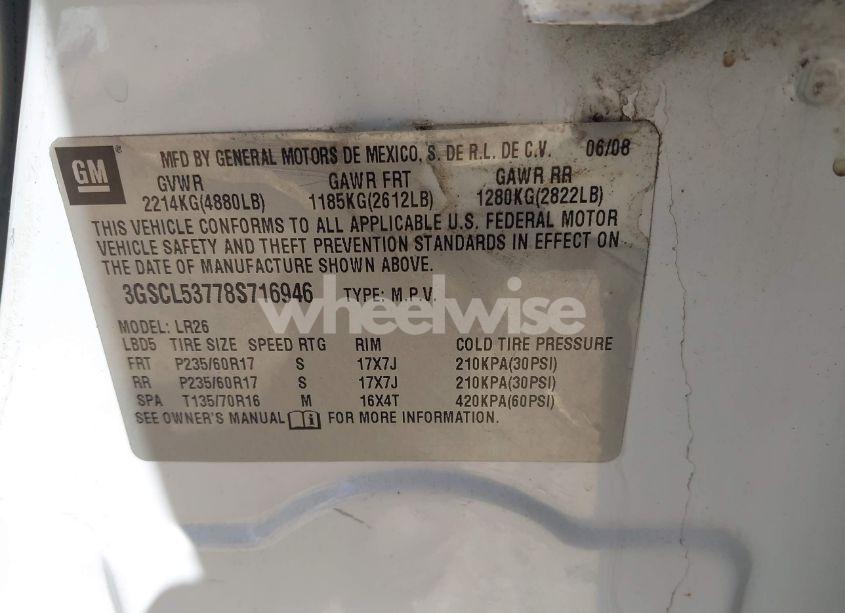 GM
MFD BY GENERAL MOTORS DE MEXICO, S. DE R.L. DE C.V. 06/08
GVWR GAWR FRT GAWR RR
2214KG(4880LB) 1185KG(2612LB) 1280KG(2822LB)
THIS VEHICLE CONFORMS TO ALL APPLICABLE U.S. FEDERAL MOTOR
VEHICLE SAFETY AND THEFT PREVENTION STANDARDS IN EFFECT ON
THE DATE OF MANUFACTURE SHOWN ABOVE.
3GSCL53778S716946 TYPE: M.P.V.
wheelwise
MODEL: LR26
LBD5 TIRE SIZE SPEED RTG RIM COLD TIRE PRESSURE
FRT P235/60R17 S 17X7J 210KPA(30PSI)
RR P235/60R17 S 17X7J 210KPA(30PSI)
SPA T135/70R16 M 16X4T 420KPA(60PSI)
SEE OWNER'S MANUAL FOR MORE INFORMATION.